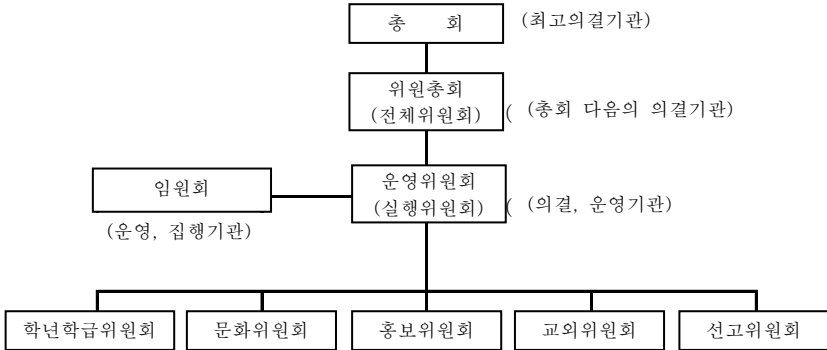 총 회 (최고의결기관)
위원총회
(전체위원회) ( (총회 다음의 의결기관)
임원회
(운영, 집행기관)
운영위원회
(실행위원회) ( (의결, 운영기관)
학년학급위원회 문화위원회 홍보위원회 교외위원회 선고위원회